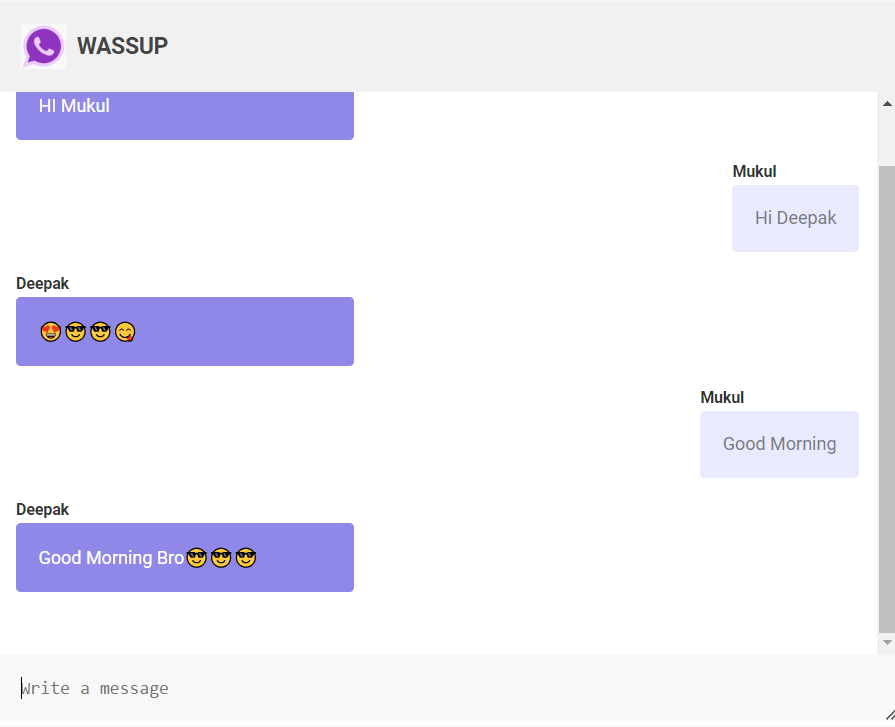 WASSUP
HI Mukul
Mukul
Hi Deepak
Deepak
😍😎😎😋
Mukul
Good Morning
Deepak
Good Morning Bro😎😎😎
Write a message